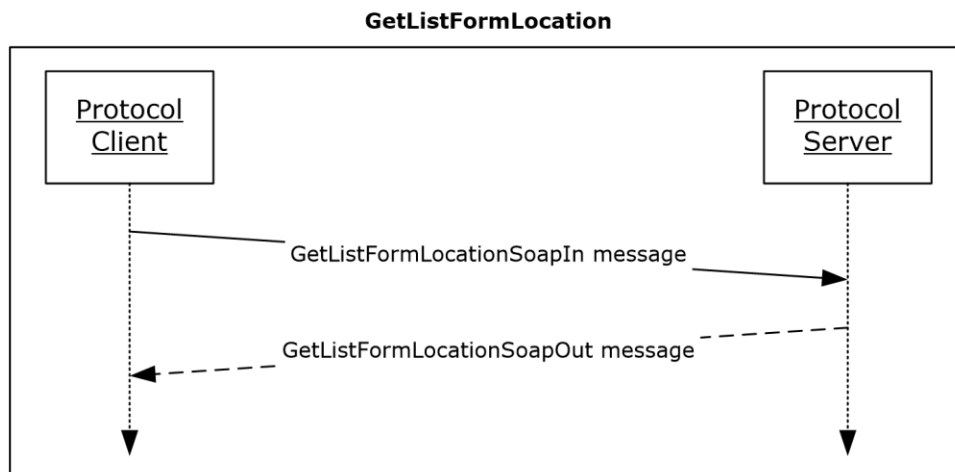 GetListFormLocation
Protocol
Client
Protocol
Server
GetListFormLocationSoapIn message
GetListFormLocationSoapOut message